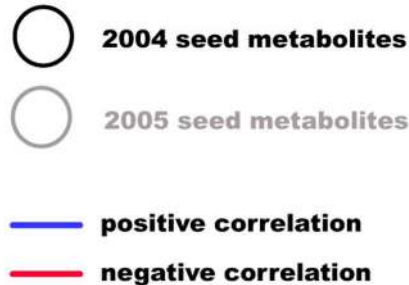 2004 seed metabolites
2005 seed metabolites
positive correlation
negative correlation